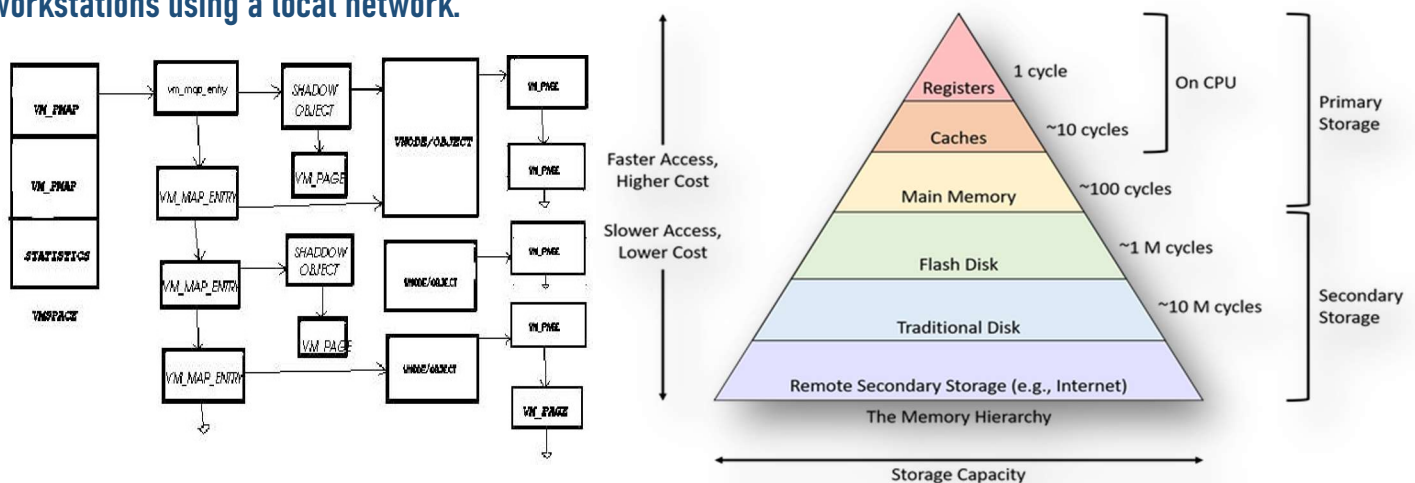 workstations using a local network.
VM_PMAP
VM_PMAP
STATISTICS
VMSPACE
vm_map_entry
VM_MAP_ENTRY
VM_MAP_ENTRY
VM_MAP_ENTRY
SHADOW
OBJECT
VM_PAGE
SHADDOW
OBJECT
VM_PAGE
VNODE/OBJECT
VNODE/OBJECT
VNODE/OBJECT
VM_PAGE
VM_PAGE
VM_PAGE
VM_PAGE
VM_PAGE
Faster Access,
Higher Cost
Slower Access,
Lower Cost
Registers
Caches
Main Memory
Flash Disk
Traditional Disk
Remote Secondary Storage (e.g., Internet)
1 cycle
~10 cycles
~100 cycles
~1 M cycles
~10 M cycles
On CPU
Primary
Storage
Secondary
Storage
The Memory Hierarchy
Storage Capacity